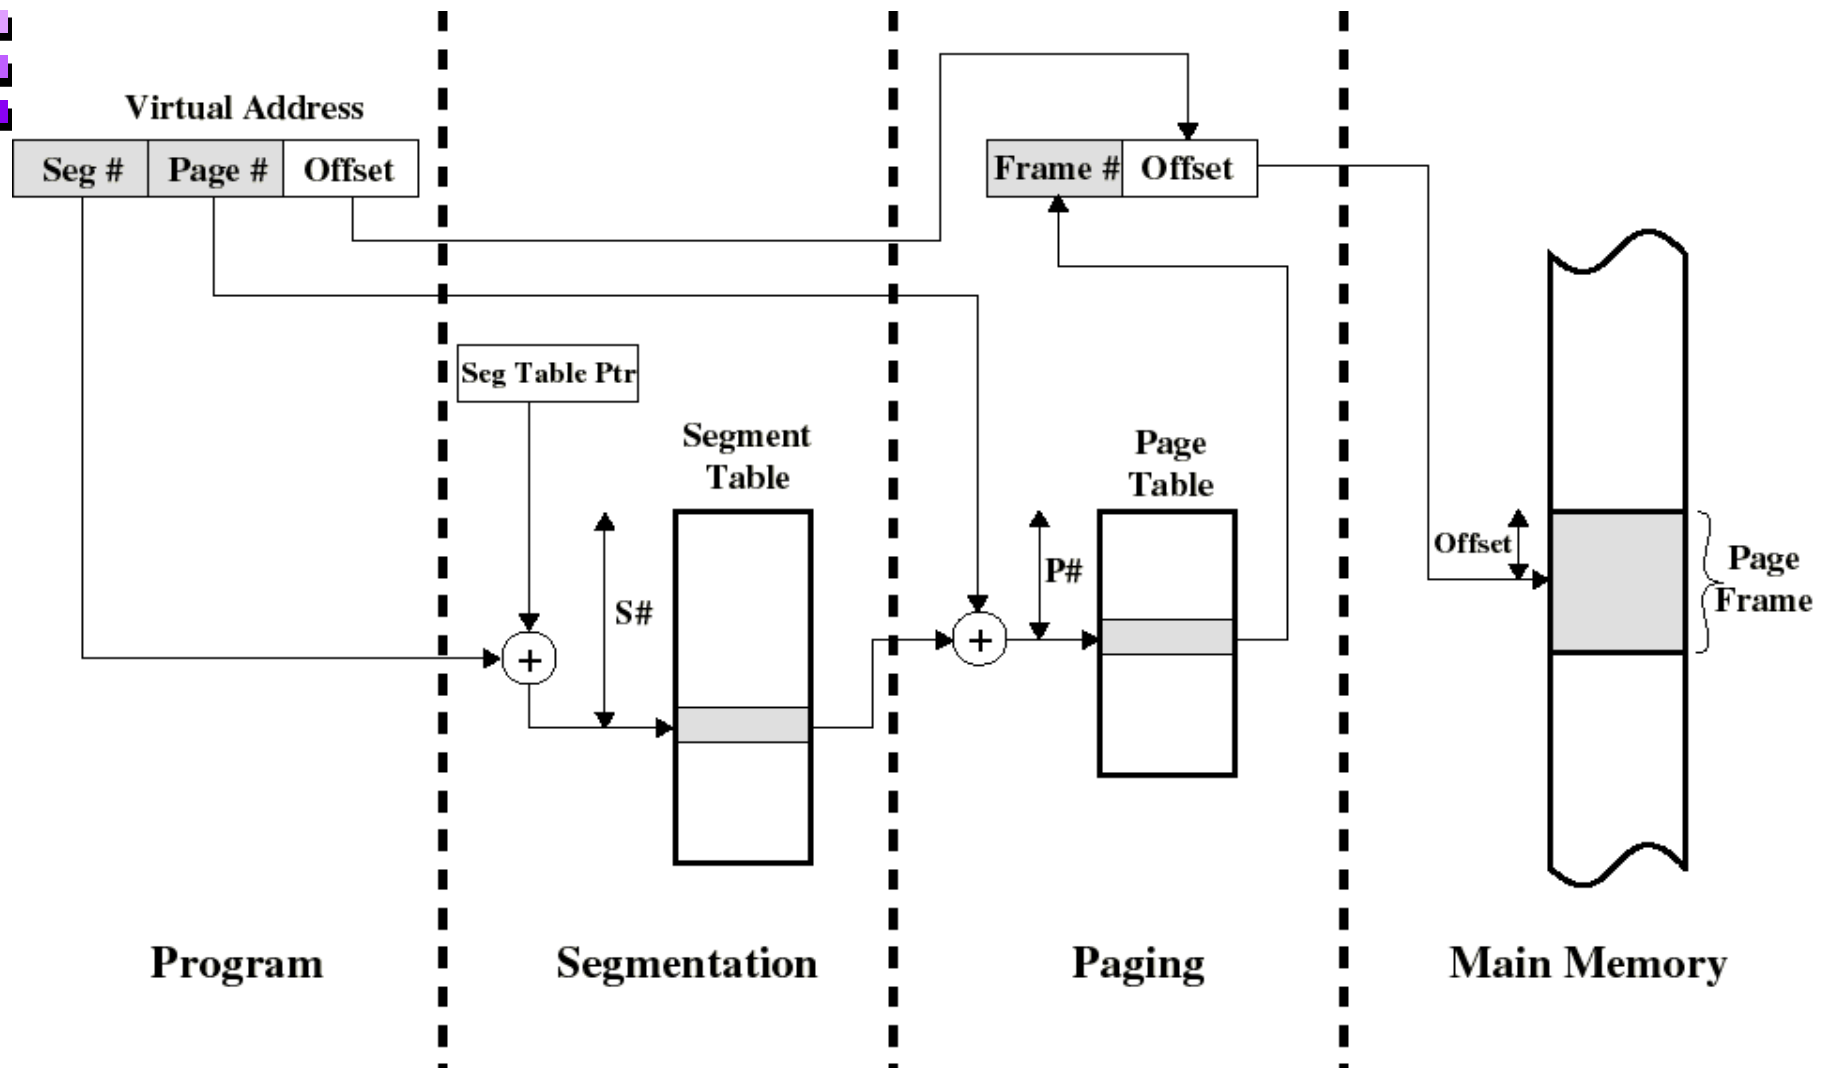 Virtual Address
Seg #
Page #
Offset
Frame #
Offset
Seg Table Ptr
Segment
Table
S#
Page
Table
P#
Offset
Page
Frame
+
+
Program
Segmentation
Paging
Main Memory